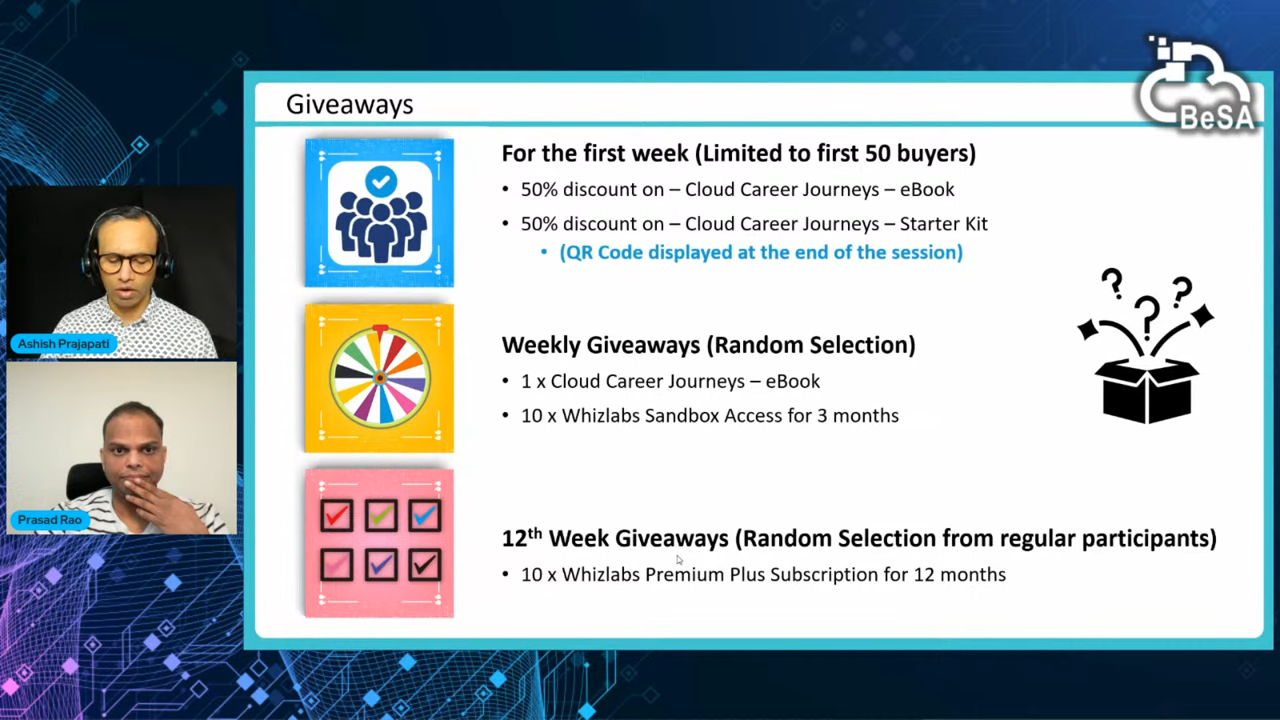 Giveaways
BeSA
For the first week (Limited to first 50 buyers)
• 50% discount on – Cloud Career Journeys – eBook
• 50% discount on – Cloud Career Journeys – Starter Kit
• (QR Code displayed at the end of the session)
Ashish Prajapati
Weekly Giveaways (Random Selection)
• 1 x Cloud Career Journeys – eBook
• 10 x Whizlabs Sandbox Access for 3 months
Prasad Rao
12th Week Giveaways (Random Selection from regular participants)
• 10 x Whizlabs Premium Plus Subscription for 12 months